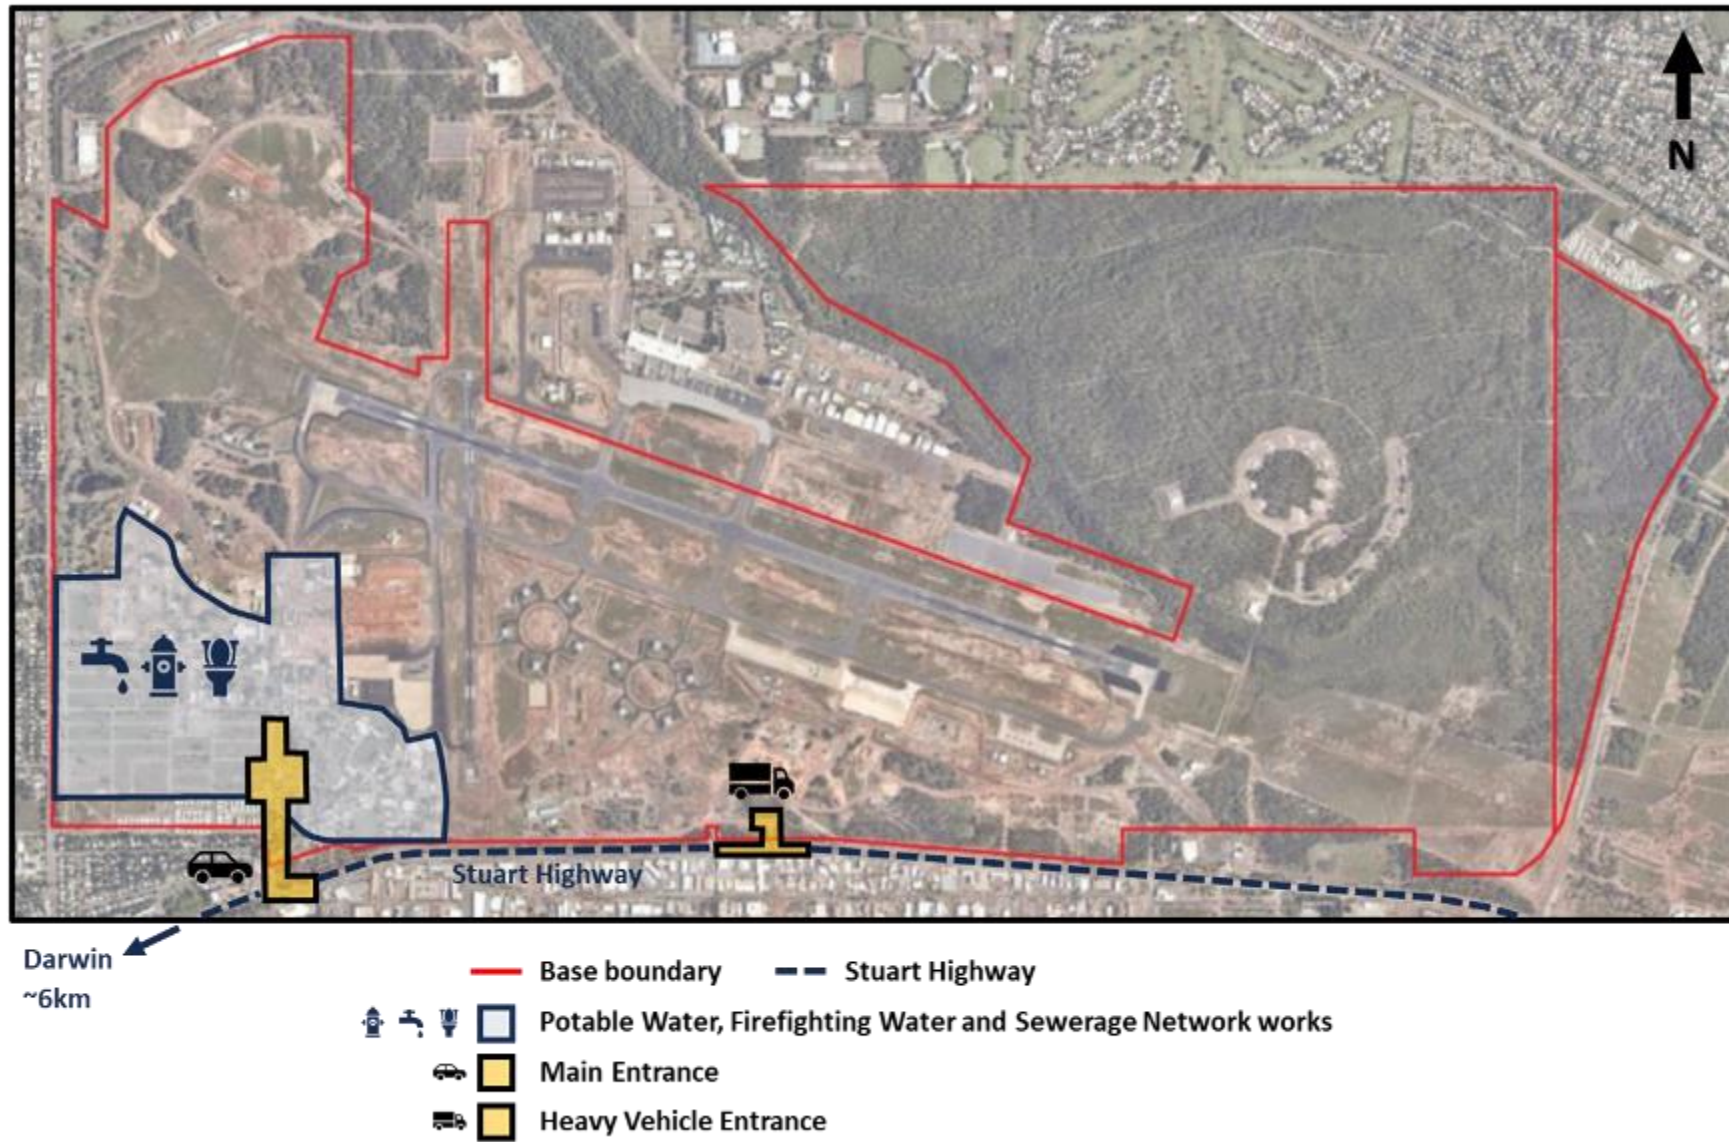 N
Stuart Highway
Darwin
~6km
Base boundary
Stuart Highway
Potable Water, Firefighting Water and Sewerage Network works
Main Entrance
Heavy Vehicle Entrance